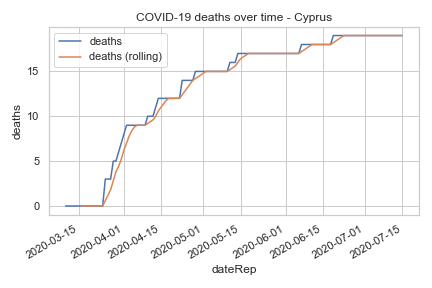 COVID-19 deaths over time - Cyprus
deaths
deaths (rolling)
deaths
15
10
5
0
2020-03-15
2020-04-01
2020-04-15
2020-05-01
2020-05-15
2020-06-01
2020-06-15
2020-07-01
2020-07-15
dateRep